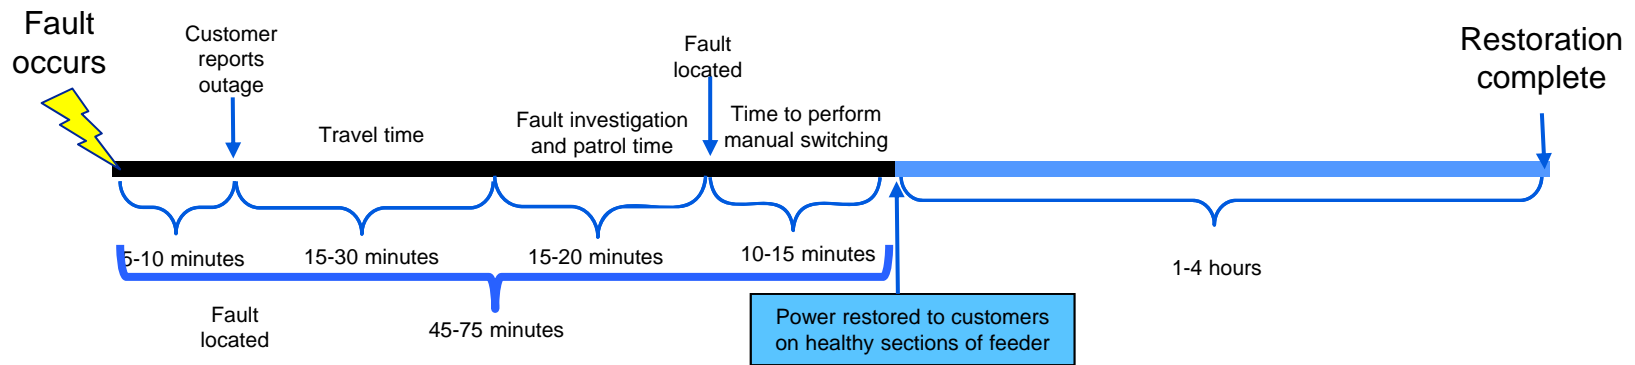 Fault
occurs
Customer
reports
outage
Travel time
Fault investigation
and patrol time
Fault
located
Time to perform
manual switching
Restoration
complete
5-10 minutes
15-30 minutes
15-20 minutes
10-15 minutes
1-4 hours
Fault
located
45-75 minutes
Power restored to customers
on healthy sections of feeder